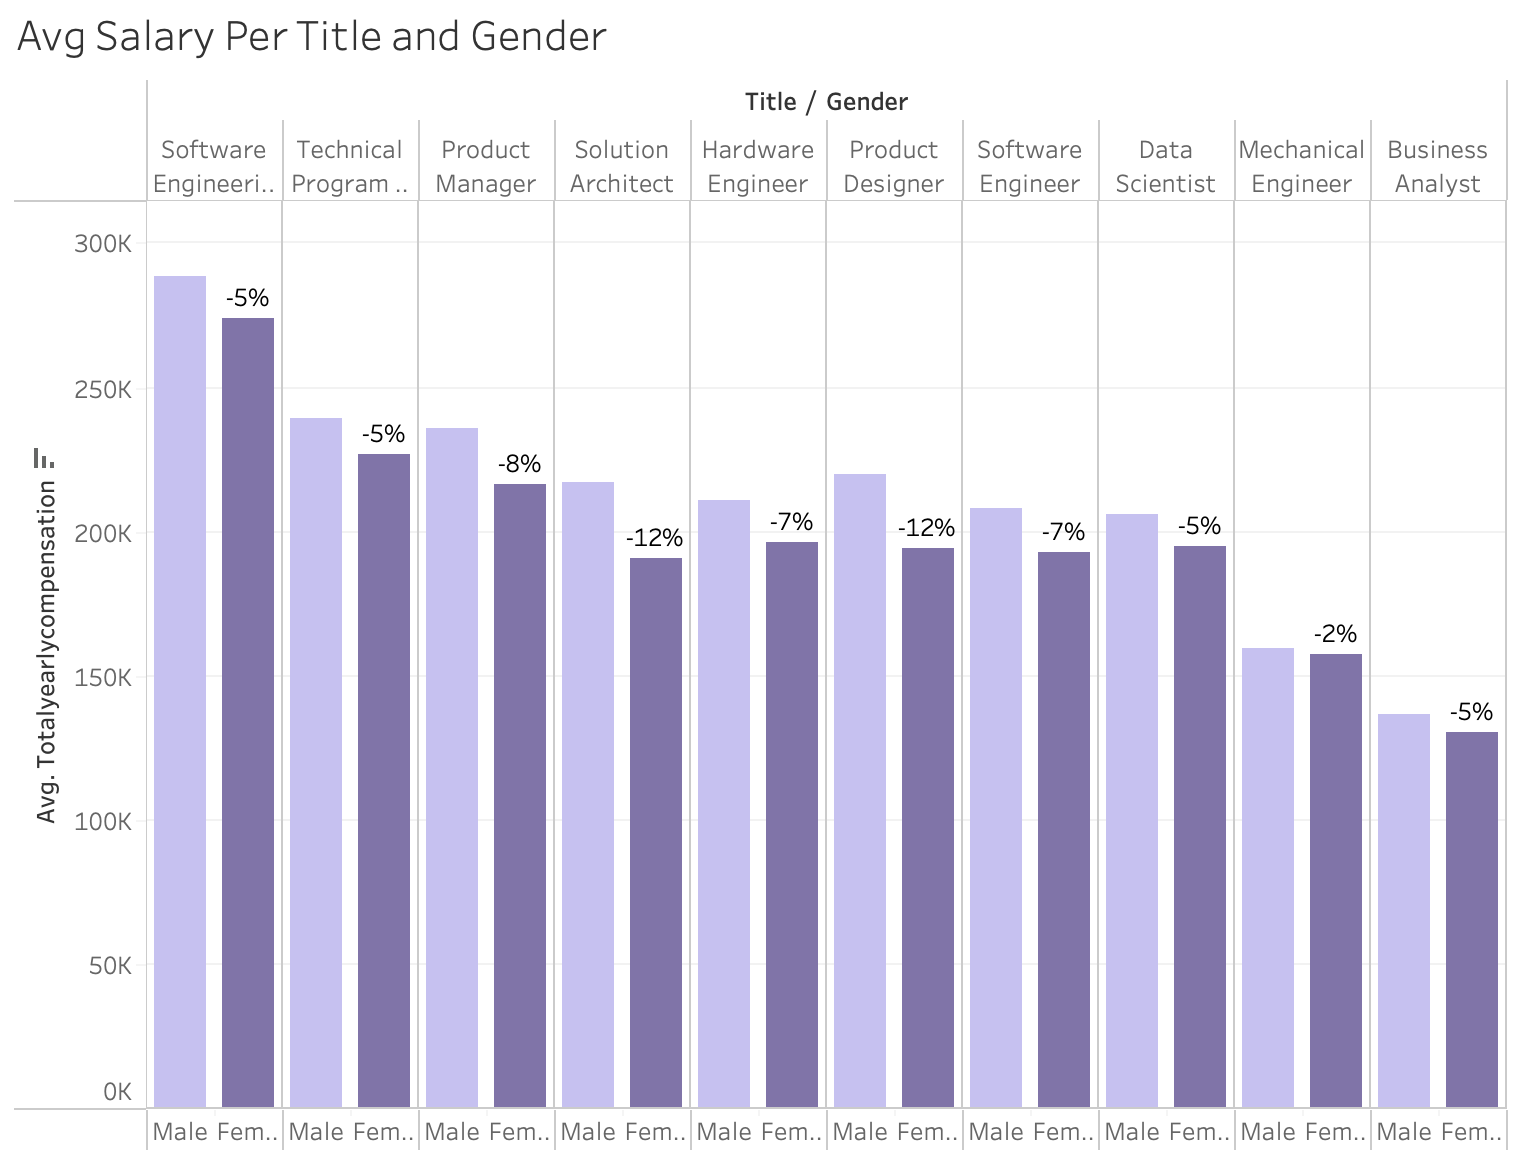 Avg Salary Per Title and Gender
Title / Gender
Software Engineeri..
Technical Program ..
Product Manager
Solution Architect
Hardware Engineer
Product Designer
Software Engineer
Data Scientist
Mechanical Engineer
Business Analyst
Avg. Totalyearlycompensation
300K
250K
200K
150K
100K
50K
0K
-5%
-5%
-8%
-12%
-7%
-12%
-7%
-5%
-2%
-5%
Male Fem.. Male Fem.. Male Fem.. Male Fem.. Male Fem.. Male Fem.. Male Fem.. Male Fem.. Male Fem.. Male Fem..